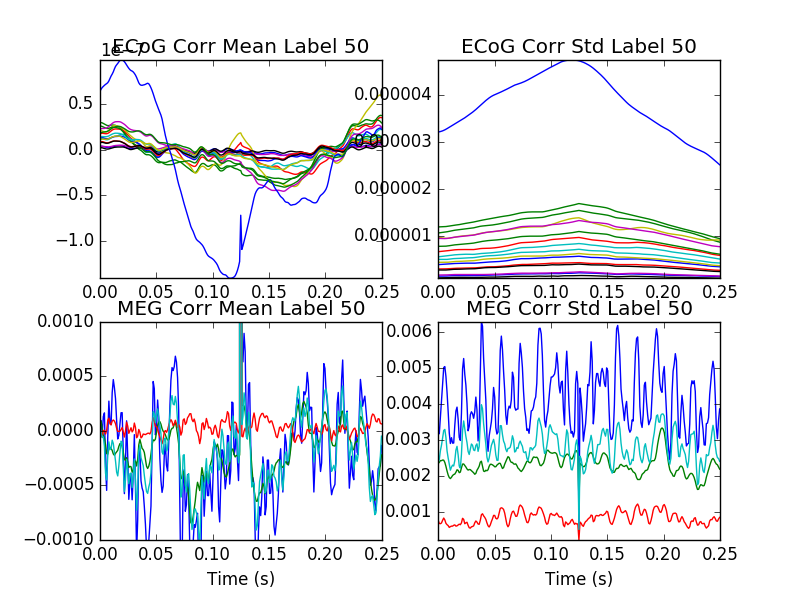 ECoG Corr Mean Label 50
1e−7
0.5
0.0
−0.5
−1.0
0.00 0.05 0.10 0.15 0.20 0.25
ECoG Corr Std Label 50
0.000004
0.000003
0.000002
0.000001
0.00 0.05 0.10 0.15 0.20 0.25
MEG Corr Mean Label 50
0.0010
0.0005
0.0000
−0.0005
−0.0010
0.00 0.05 0.10 0.15 0.20 0.25
Time (s)
MEG Corr Std Label 50
0.006
0.005
0.004
0.003
0.002
0.001
0.00 0.05 0.10 0.15 0.20 0.25
Time (s)